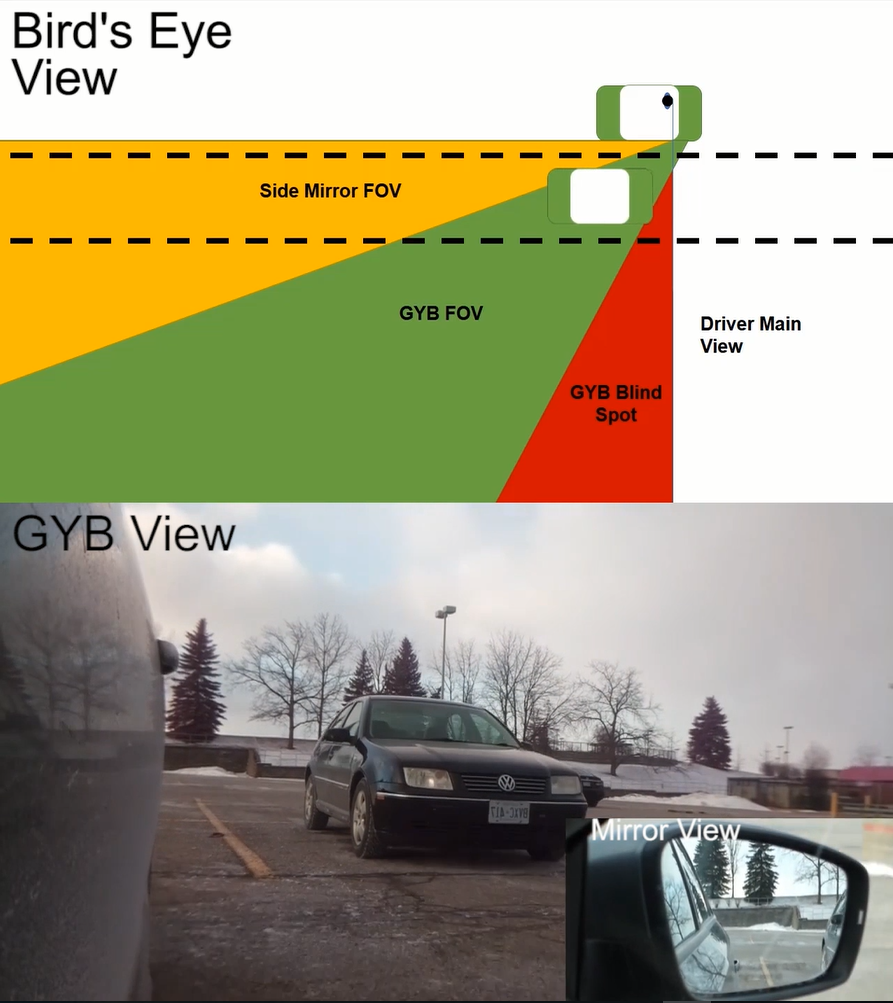 Bird's Eye
View
Side Mirror FOV
GYB FOV
Driver Main
View
GYB Blind
Spot
GYB View
Mirror View